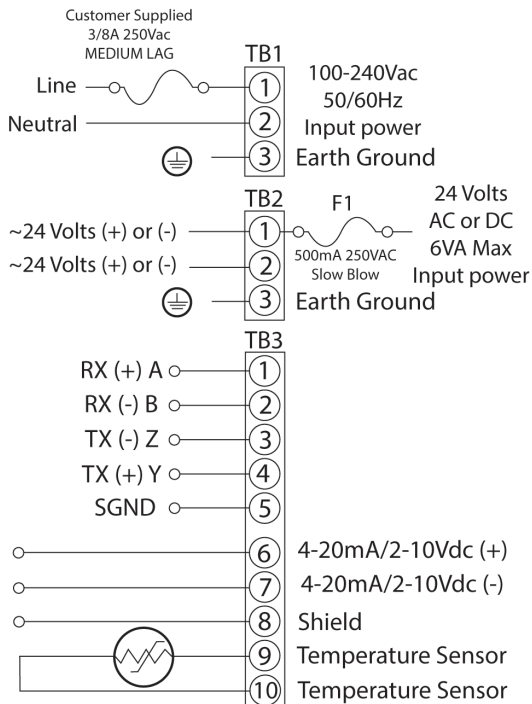 Customer Supplied
3/8A 250Vac
MEDIUM LAG
TB1
Line
1
100-240Vac
50/60Hz
Input power
Neutral
2
3
Earth Ground
TB2
~24 Volts (+) or (-)
1
F1
500mA 250VAC
Slow Blow
24 Volts
AC or DC
6VA Max
Input power
~24 Volts (+) or (-)
2
3
Earth Ground
TB3
RX (+) A
1
RX (-) B
2
TX (-) Z
3
TX (+) Y
4
SGND
5
6
4-20mA/2-10Vdc (+)
7
4-20mA/2-10Vdc (-)
8
Shield
9
Temperature Sensor
10
Temperature Sensor